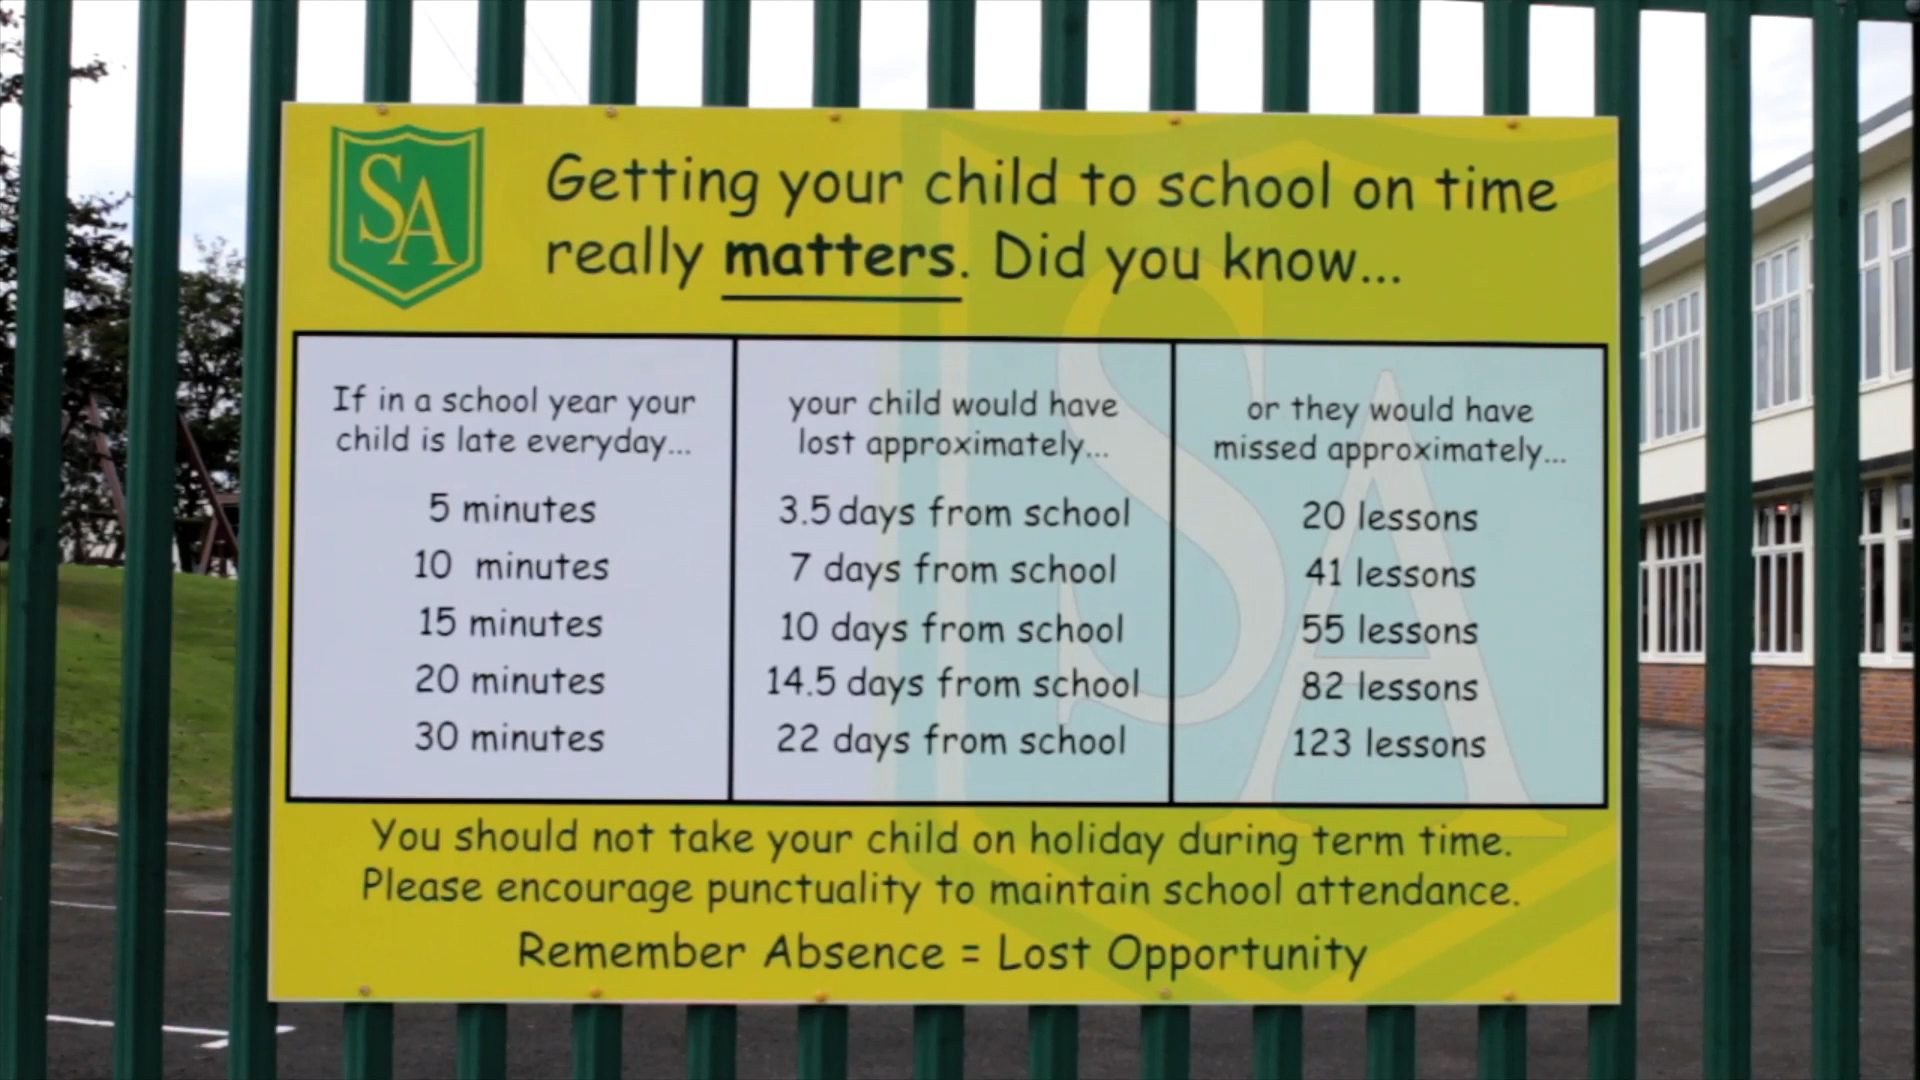 SA
Getting your child to school on time
really matters. Did you know...
If in a school year your
child is late everyday...
your child would have
lost approximately...
or they would have
missed approximately...
5 minutes 3.5 days from school 20 lessons
10 minutes 7 days from school 41 lessons
15 minutes 10 days from school 55 lessons
20 minutes 14.5 days from school 82 lessons
30 minutes 22 days from school 123 lessons
You should not take your child on holiday during term time.
Please encourage punctuality to maintain school attendance.
Remember Absence = Lost Opportunity